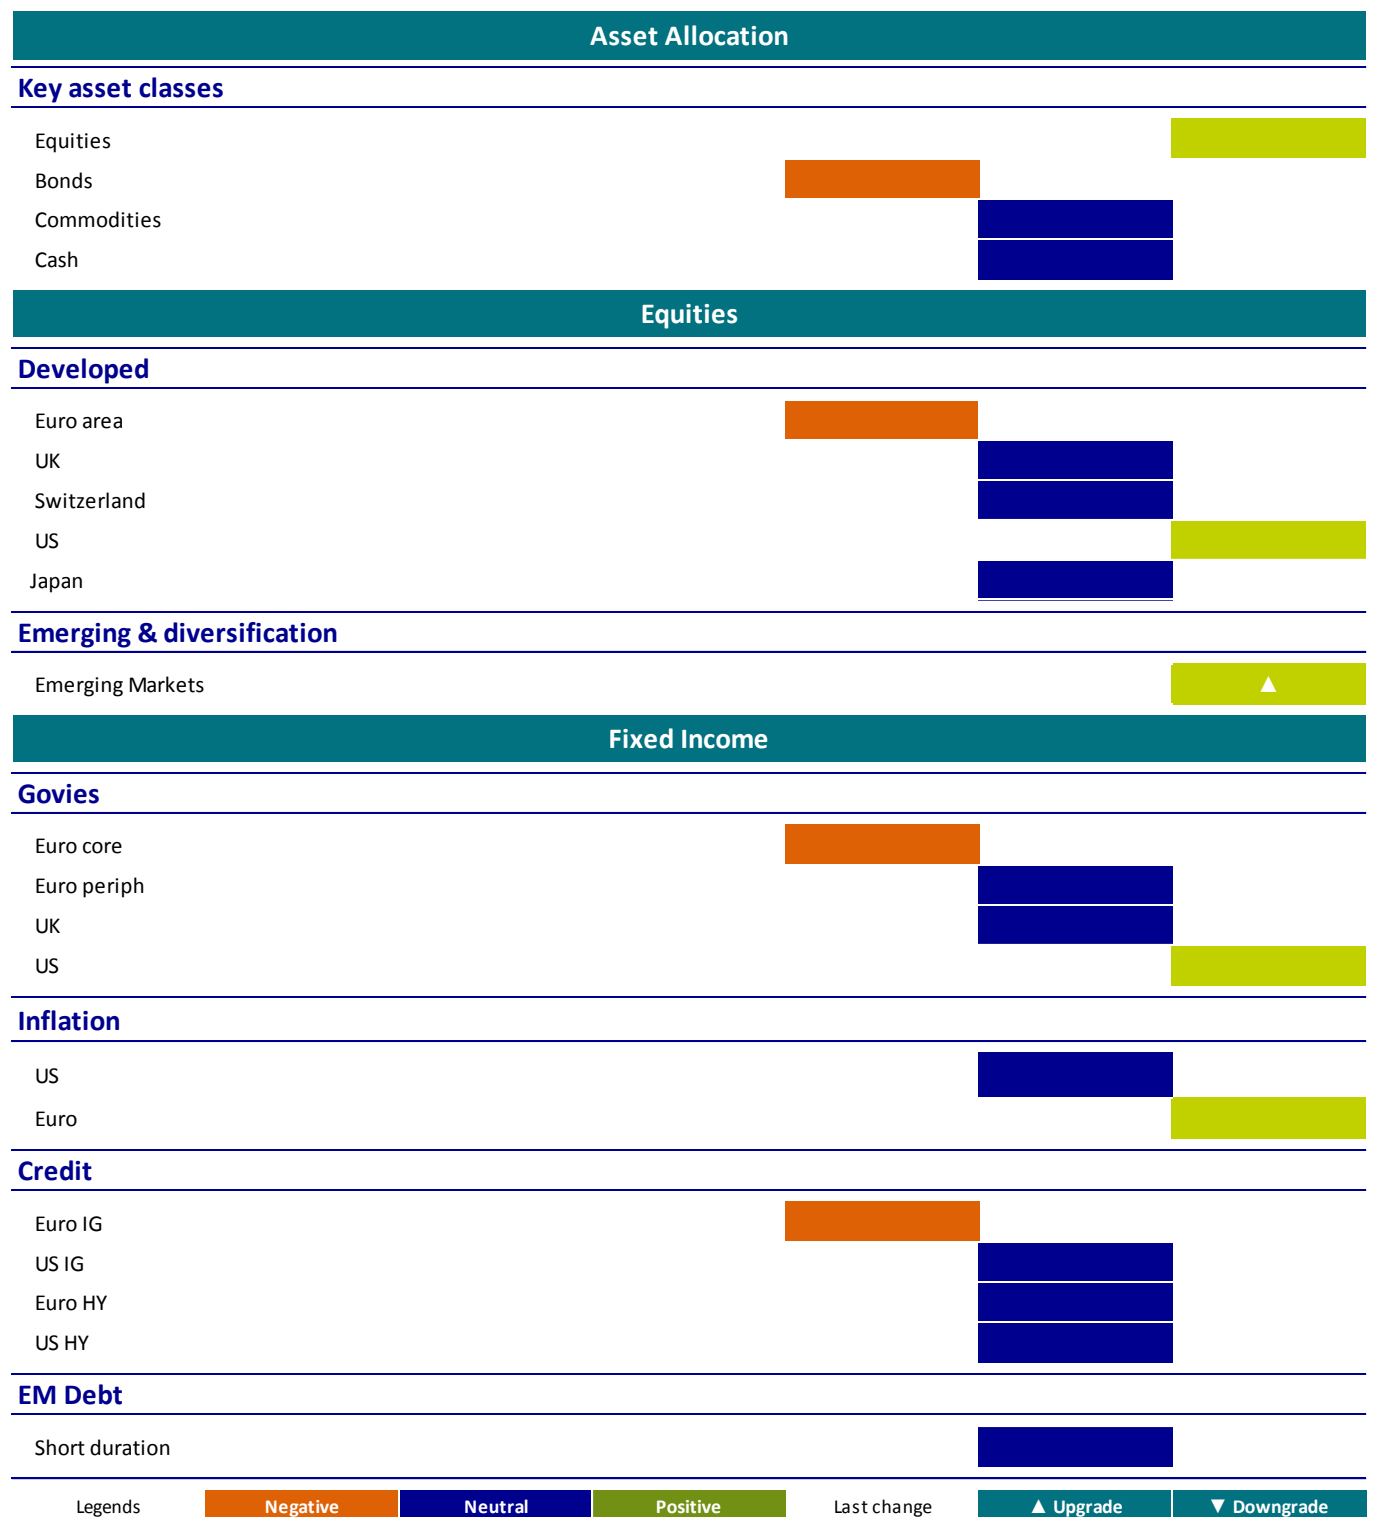 Asset Allocation
Key asset classes
Equities
Bonds
Commodities
Cash
Equities
Developed
Euro area
UK
Switzerland
US
Japan
Emerging & diversification
Emerging Markets ▲
Fixed Income
Govies
Euro core
Euro periph
UK
US
Inflation
US
Euro
Credit
Euro IG
US IG
Euro HY
US HY
EM Debt
Short duration
Legends Negative Neutral Positive Last change ▲ Upgrade ▼ Downgrade